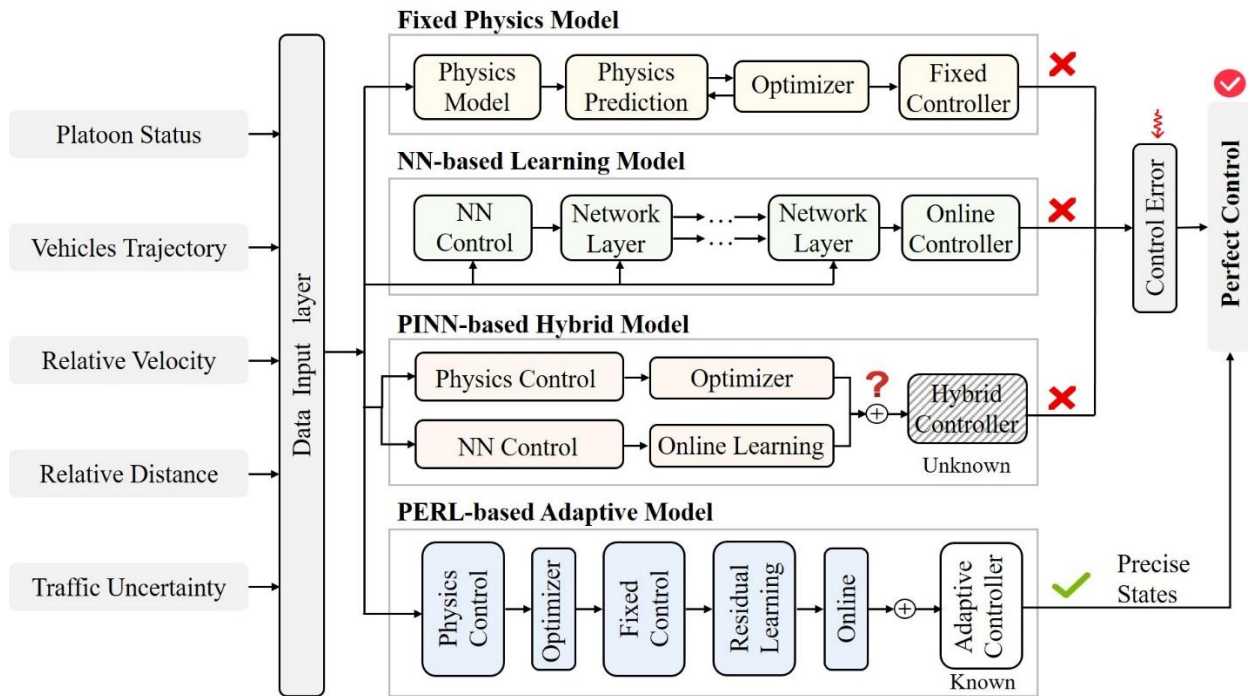 Platoon Status
Vehicles Trajectory
Relative Velocity
Relative Distance
Traffic Uncertainty
Data Input layer
Fixed Physics Model
Physics
Model
Physics
Prediction
Optimizer
Fixed
Controller
NN-based Learning Model
NN
Control
Network
Layer
...
...
Network
Layer
Online
Controller
PINN-based Hybrid Model
Physics Control
Optimizer
NN Control
Online Learning
?
+
Hybrid
Controller
Unknown
PERL-based Adaptive Model
Physics
Control
Optimizer
Fixed
Control
Residual
Learning
Online
+
Adaptive
Controller
Known
Precise
States
Control Error
Perfect Control